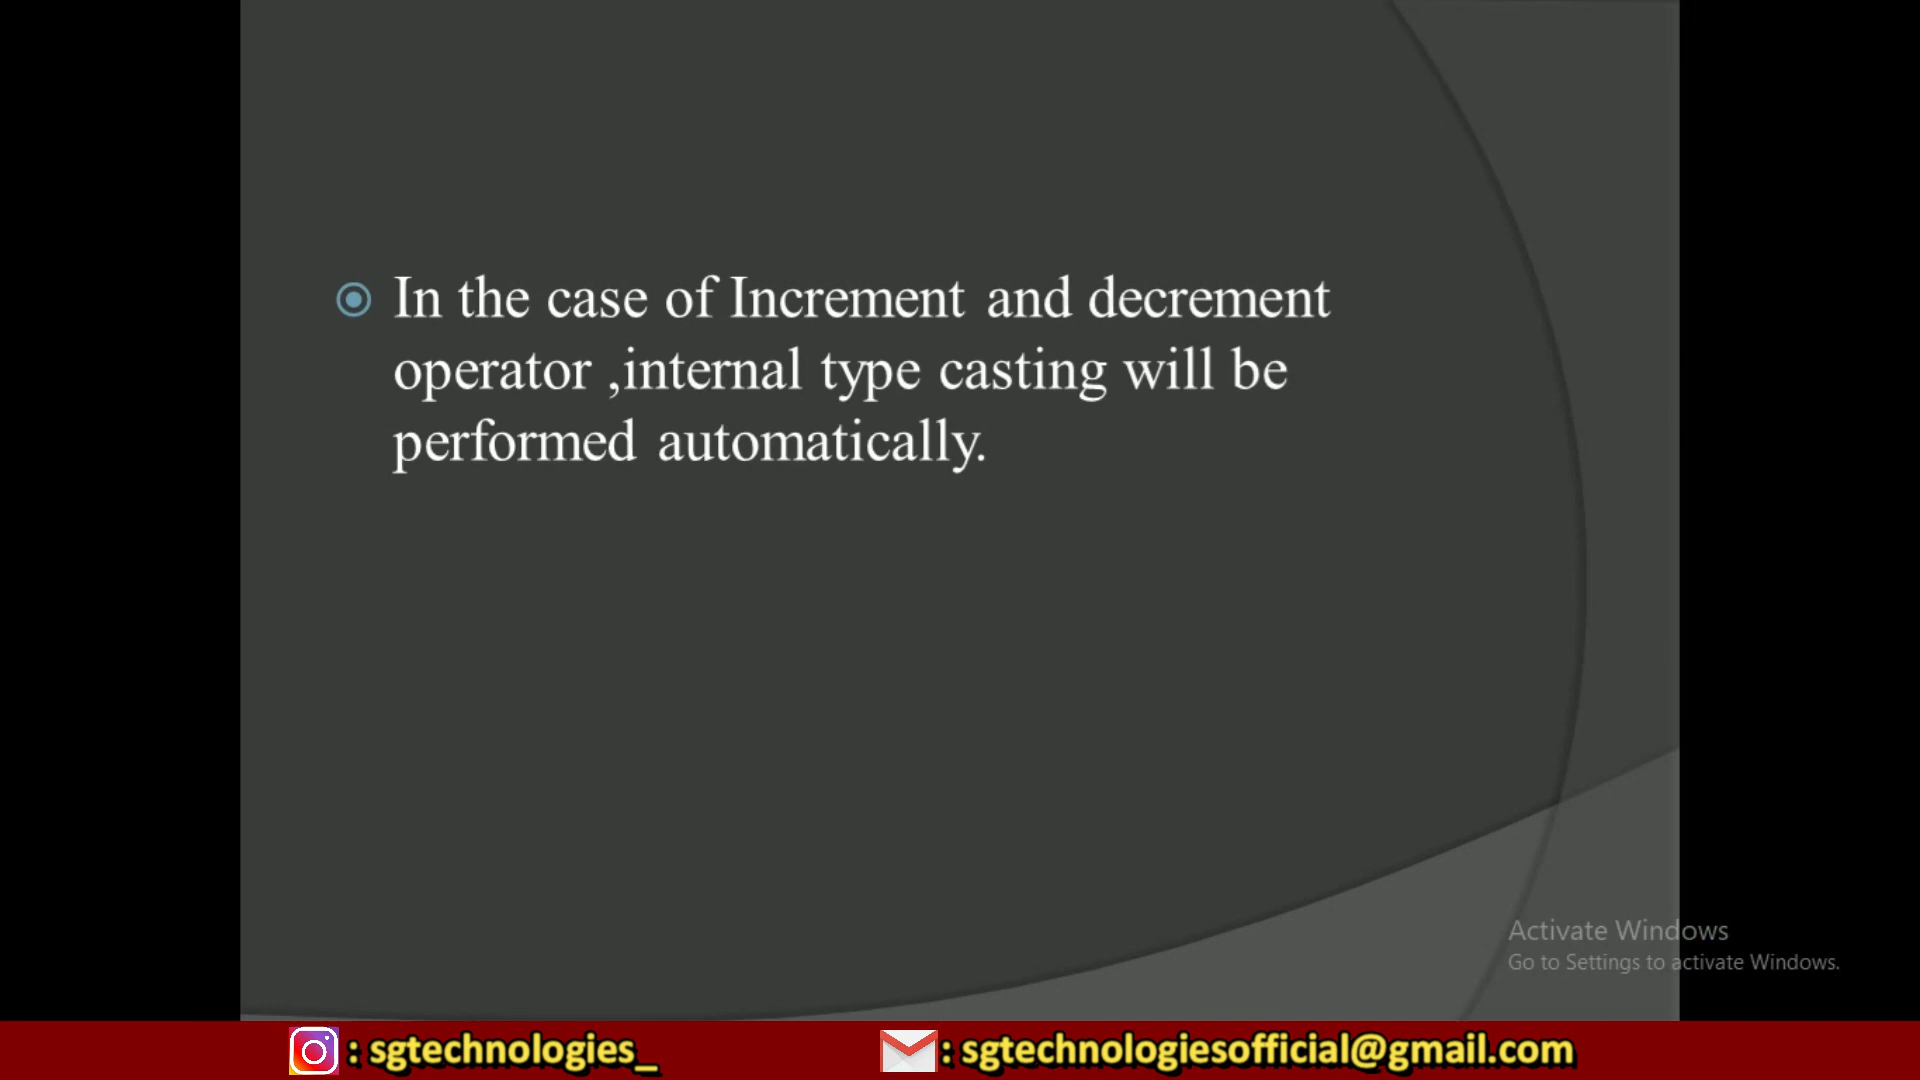 In the case of Increment and decrement
operator ,internal type casting will be
performed automatically.
Activate Windows
Go to Settings to activate Windows.
: sgtechnologies_
: sgtechnologiesofficial@gmail.com